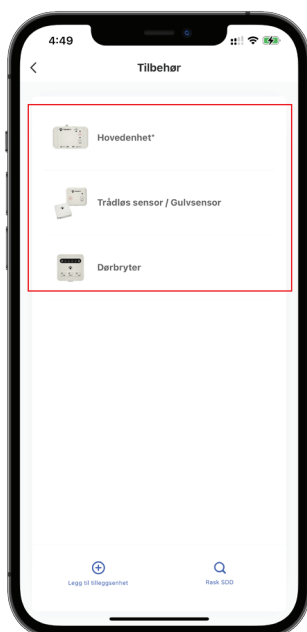 4:49
Tilbehør
Hovedenhet*
Trådløs sensor / Gulvsensor
Dørbryter
Legg til tilleggsenhet
Rask SOD